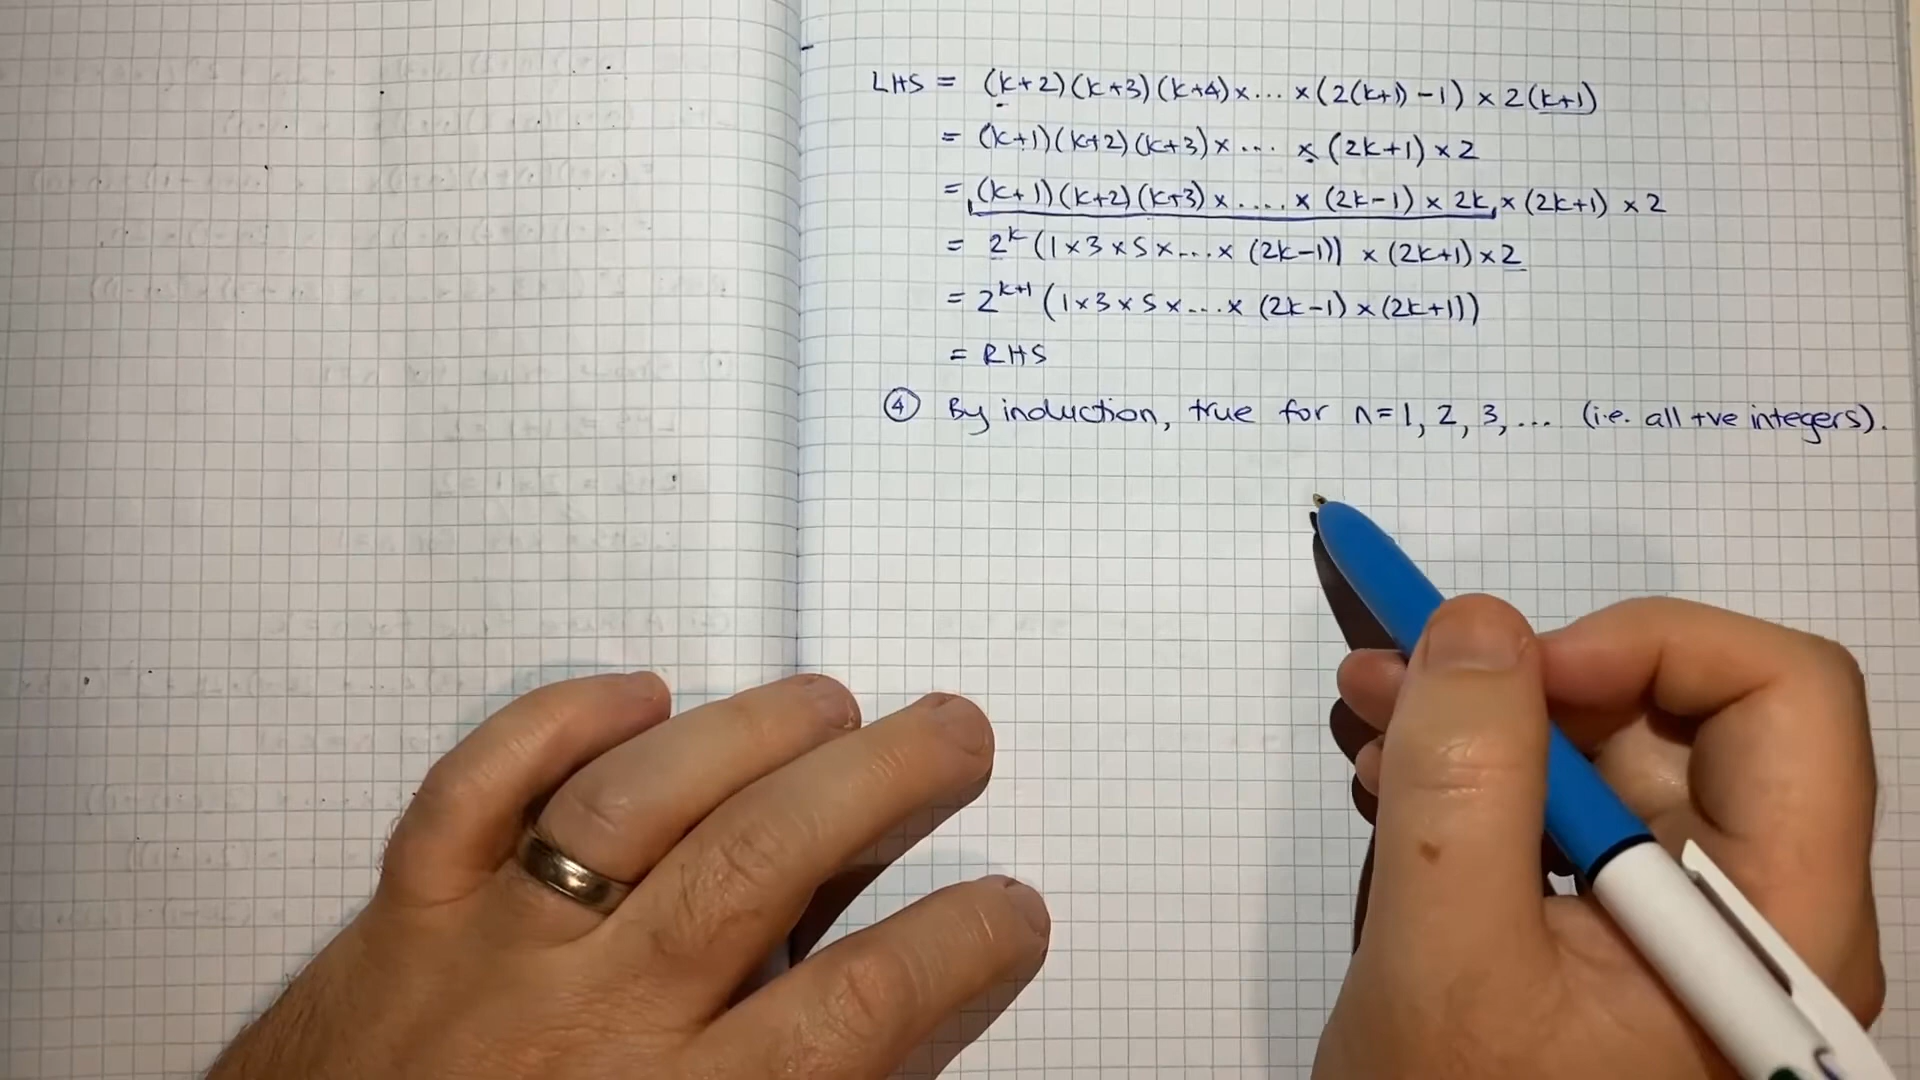 LHS = (k+2)(k+3)(k+4)×...×(2(k+1)-1)×2(k+1)
= (k+1)(k+2)(k+3)×...×(2k+1)×2
= (k+1)(k+2)(k+3)×....×(2k-1)×2k×(2k+1)×2
= 2^k(1×3×5×...×(2k-1))×(2k+1)×2
= 2^{k+1}(1×3×5×...×(2k-1)×(2k+1))
= RHS
④ By induction, true for n=1, 2, 3, ... (i.e. all +ve integers).